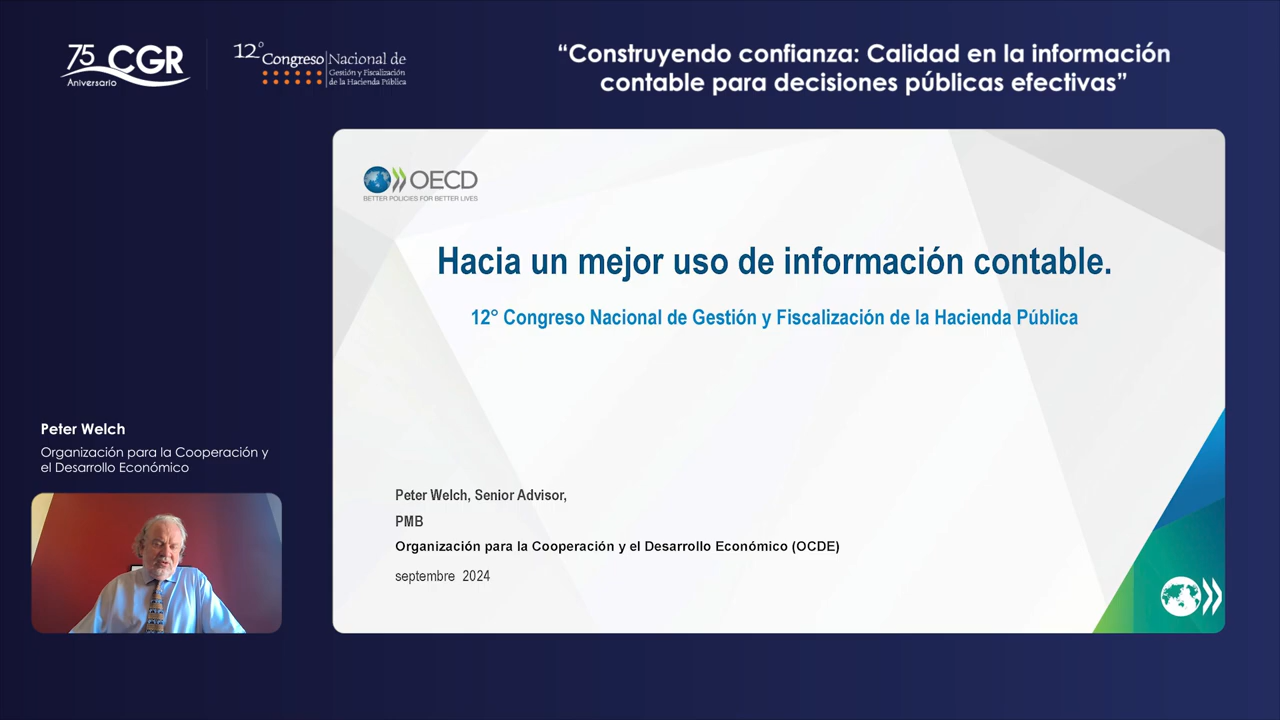 75 CGR
Aniversario
12° Congreso Nacional de
Gestión y Fiscalización
de la Hacienda Pública
“Construyendo confianza: Calidad en la información
contable para decisiones públicas efectivas”
OECD
BETTER POLICIES FOR BETTER LIVES
Hacia un mejor uso de información contable.
12° Congreso Nacional de Gestión y Fiscalización de la Hacienda Pública
Peter Welch
Organización para la Cooperación y
el Desarrollo Económico
Peter Welch, Senior Advisor,
PMB
Organización para la Cooperación y el Desarrollo Económico (OCDE)
septiembre 2024